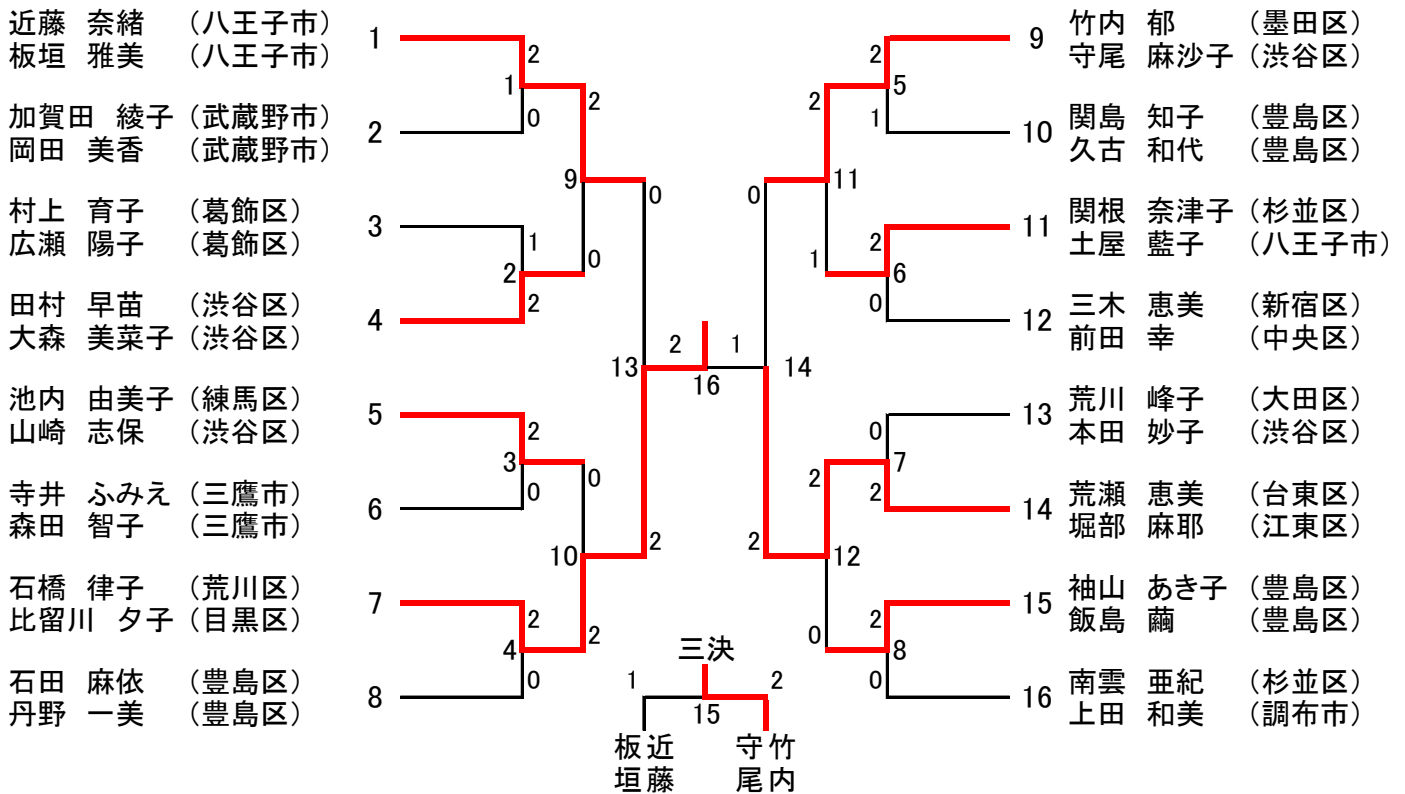 近藤 奈緒 （八王子市）
板垣 雅美 （八王子市）
1
加賀田 綾子（武蔵野市）
岡田 美香 （武蔵野市）
2
村上 育子 （葛飾区）
広瀬 陽子 （葛飾区）
3
田村 早苗 （渋谷区）
大森 美菜子（渋谷区）
4
池内 由美子（練馬区）
山崎 志保 （渋谷区）
5
寺井 ふみえ（三鷹市）
森田 智子 （三鷹市）
6
石橋 律子 （荒川区）
比留川 夕子（目黒区）
7
石田 麻依 （豊島区）
丹野 一美 （豊島区）
8
2
1
0
1
2
2
2
3
0
2
4
0
2
9
0
0
10
2
0
13
2
2
16
1
0
14
2
2
11
1
2
12
0
2
5
1
2
6
0
0
7
2
2
8
0
三決
1
2
15
板垣
近藤
守尾
竹内
9
竹内 郁 （墨田区）
守尾 麻沙子（渋谷区）
10
関島 知子 （豊島区）
久古 和代 （豊島区）
11
関根 奈津子（杉並区）
土屋 藍子 （八王子市）
12
三木 恵美 （新宿区）
前田 幸 （中央区）
13
荒川 峰子 （大田区）
本田 妙子 （渋谷区）
14
荒瀬 恵美 （台東区）
堀部 麻耶 （江東区）
15
袖山 あき子（豊島区）
飯島 繭 （豊島区）
16
南雲 亜紀 （杉並区）
上田 和美 （調布市）